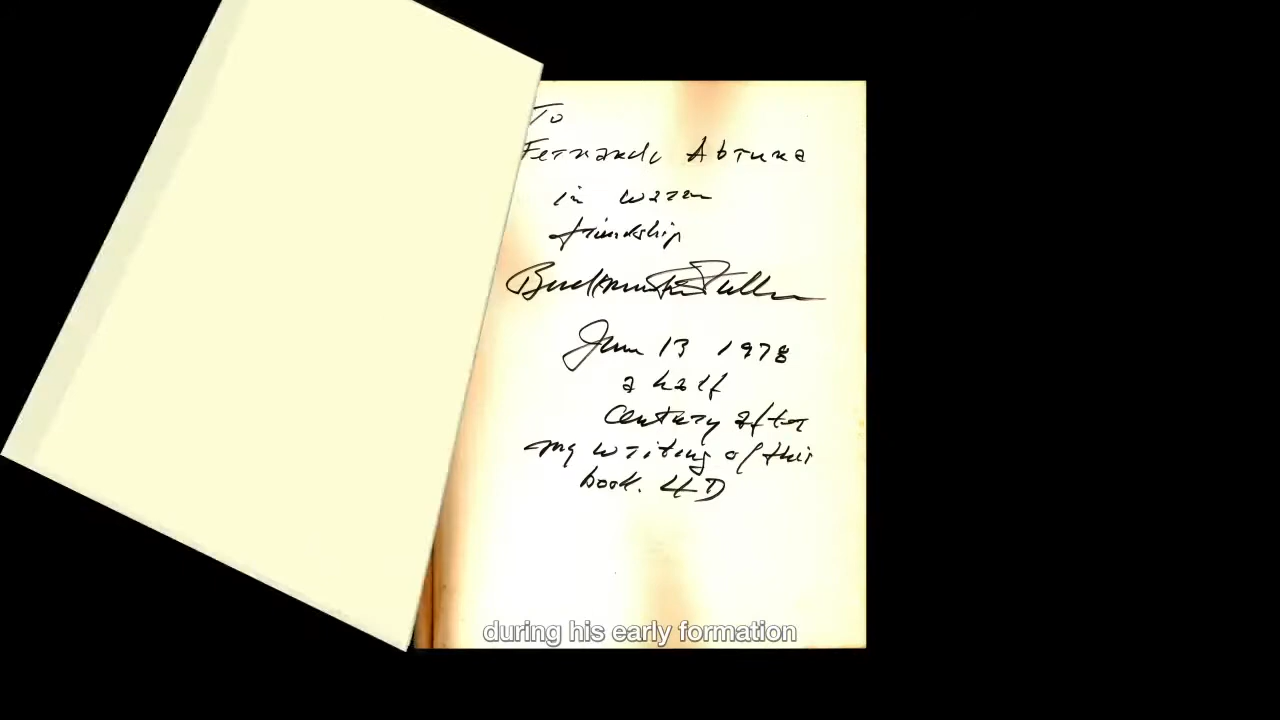 To
Fernando Abruna
in warm
friendship
Buckminster Fuller
June 13 1978
a half
century after
my writing of this
book. 4D
during his early formation